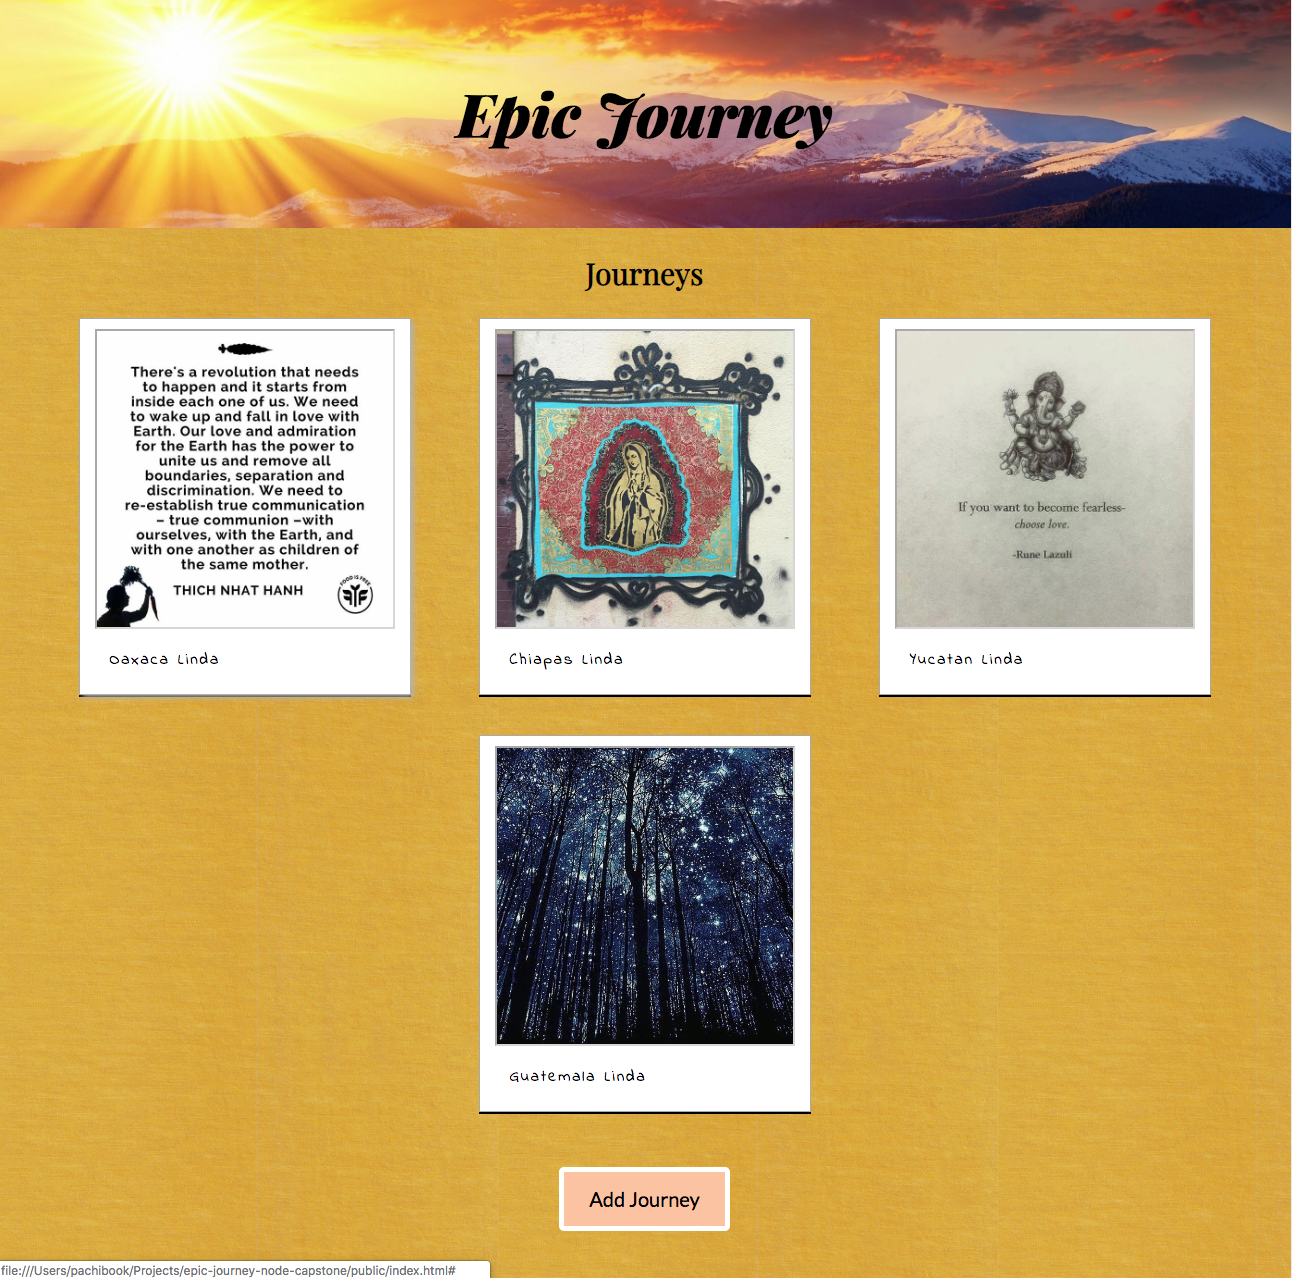 Epic Journey
Journeys
There's a revolution that needs
to happen and it starts from
inside each one of us. We need
to wake up and fall in love with
Earth. Our love and admiration
for the Earth has the power to
unite us and remove all
boundaries, separation and
discrimination. We need to
re-establish true communication
– true communion –with
ourselves, with the Earth, and
with one another as children of
the same mother.
THICH NHAT HANH
FOOD IS FREE
If you want to become fearless-
choose love.
-Rune Lazuli
Oaxaca Linda
Chiapas Linda
Yucatan Linda
Guatemala Linda
Add Journey
file:///Users/pachibook/Projects/epic-journey-node-capstone/public/index.html#